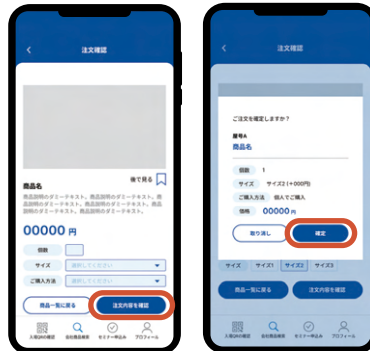 注文確認
商品名
後で見る
商品説明のダミーテキスト。商品説明のダミーテキスト。商
品説明のダミーテキスト。商品説明のダミーテキスト。商品
説明のダミーテキスト。商品説明のダミーテキスト。
00000 円
個数
サイズ 選択してください
ご購入方法 選択してください
商品一覧に戻る 注文内容を確認
入場QR確認 会社商品検索 セミナー申込み プロフィール
注文確認
ご注文を確定しますか?
屋号A
商品名
個数 1
サイズ サイズ2 (+000円)
ご購入方法 個人でご購入
価格 00000 円
取り消し 確定
サイズ サイズ1 サイズ2 サイズ3
商品一覧に戻る 注文内容を確認
入場QR確認 会社商品検索 セミナー申込み プロフィール